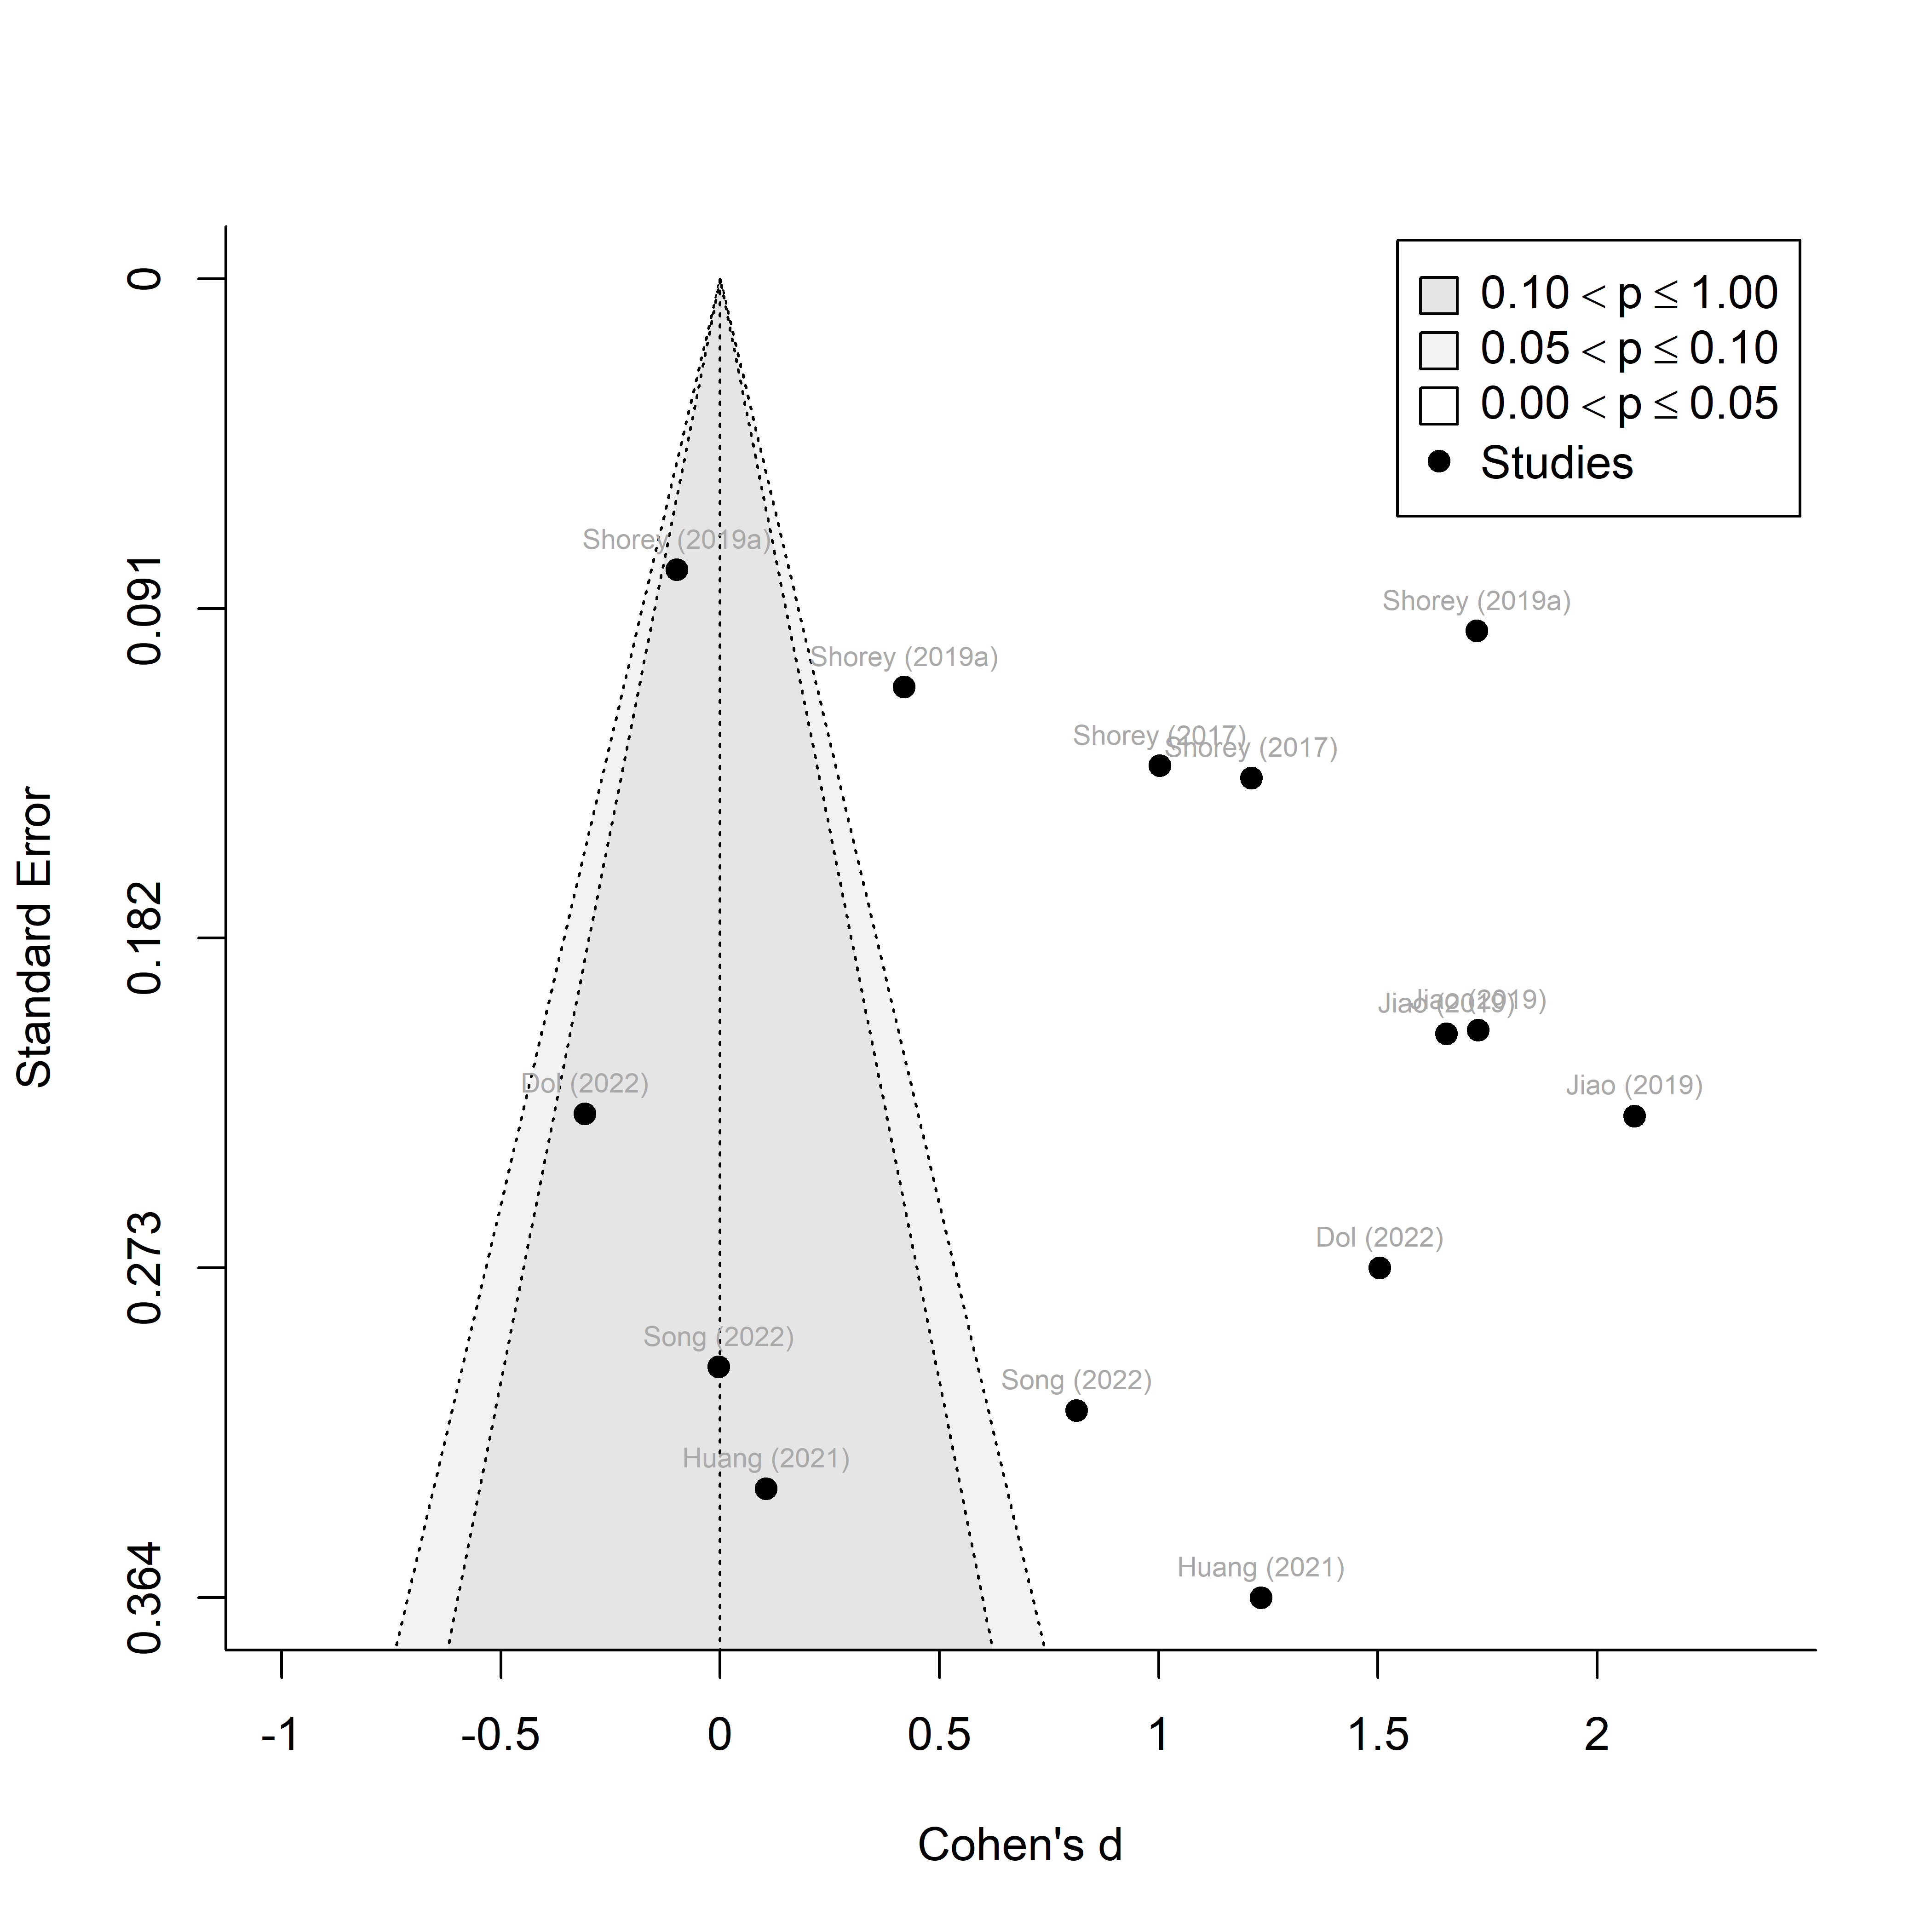 0.10 < p ≤ 1.00
0.05 < p ≤ 0.10
0.00 < p ≤ 0.05
Studies
Shorey (2019a)
Shorey (2019a)
Shorey (2019a)
Shorey (2017)
Shorey (2017)
Jiao (2019)
Jiao (2019)
Dol (2022)
Jiao (2019)
Dol (2022)
Song (2022)
Song (2022)
Huang (2021)
Huang (2021)
Standard Error
0
0.091
0.182
0.273
0.364
-1
-0.5
0
0.5
1
1.5
2
Cohen's d